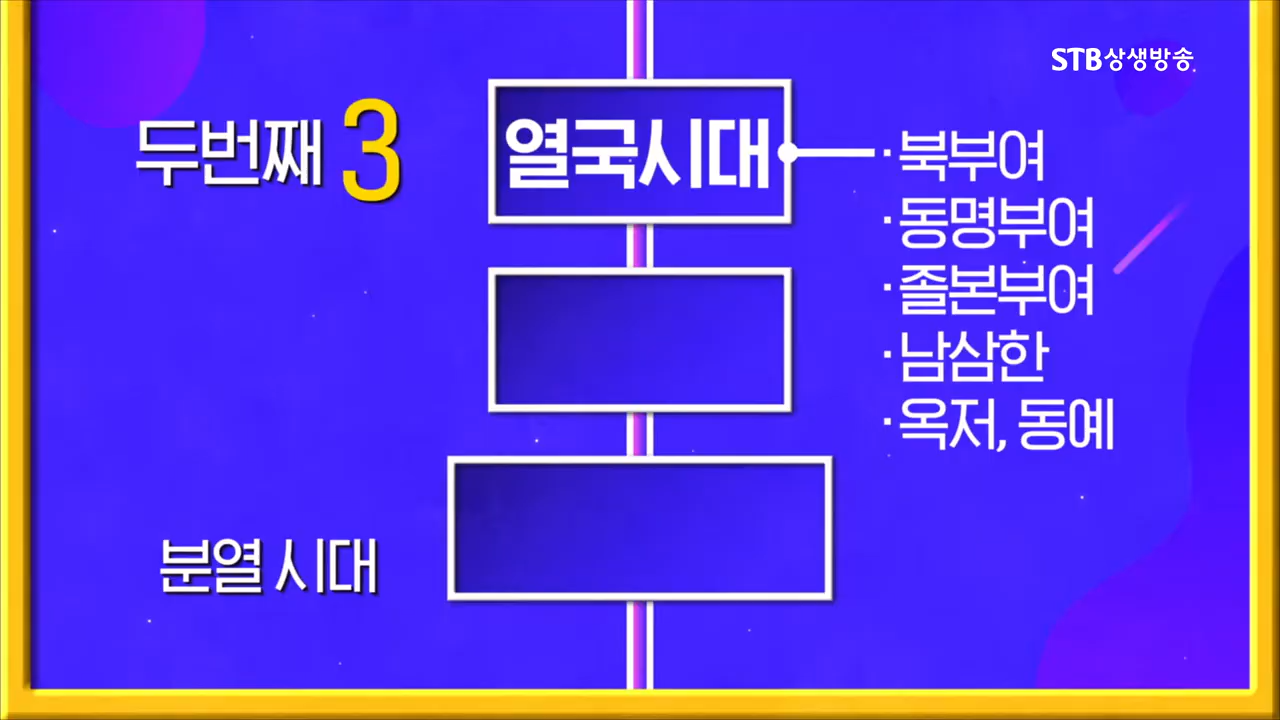 STB상생방송
두번째 3
열국시대
·북부여
·동명부여
·졸본부여
·남삼한
·옥저, 동예
분열 시대